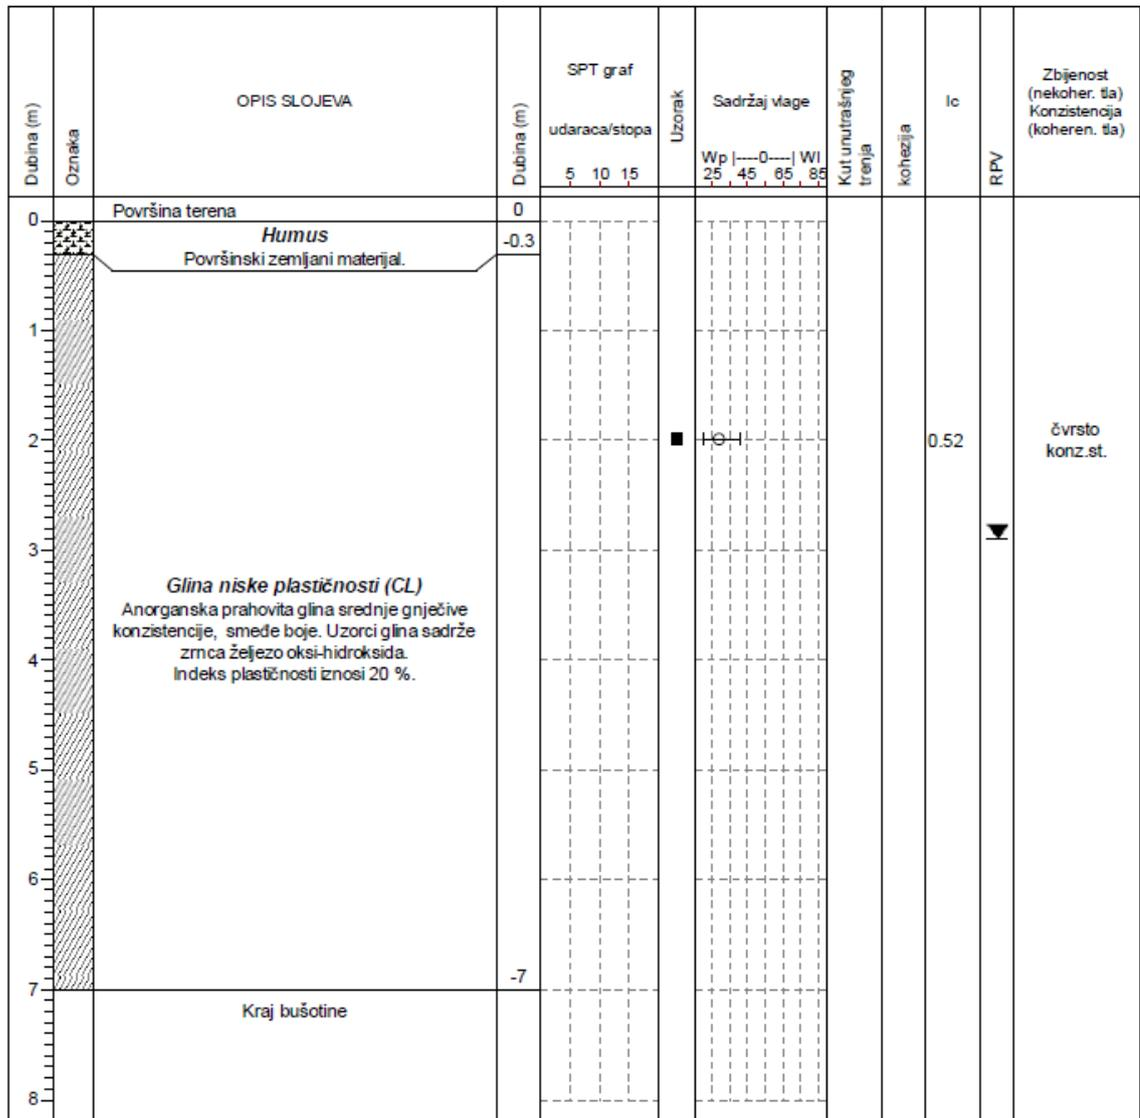 Dubina (m)
Oznaka
OPIS SLOJEVA
Dubina (m)
SPT graf
udaraca/stopa
5 10 15
Uzorak
Sadržaj vlage
Wp |----0----| Wl
25 45 65 85
Kut unutrašnjeg
trenja
kohezija
Ic
RPV
Zbijenost
(nekoher. tla)
Konzistencija
(koheren. tla)
0
Površina terena
0
Humus
-0.3
Površinski zemljani materijal.
1
2
0.52
čvrsto
konz.st.
3
Glina niske plastičnosti (CL)
Anorganska prahovita glina srednje gnječive
konzistencije, smeđe boje. Uzorci glina sadrže
zrnca željezo oksi-hidroksida.
Indeks plastičnosti iznosi 20 %.
4
5
6
-7
7
Kraj bušotine
8